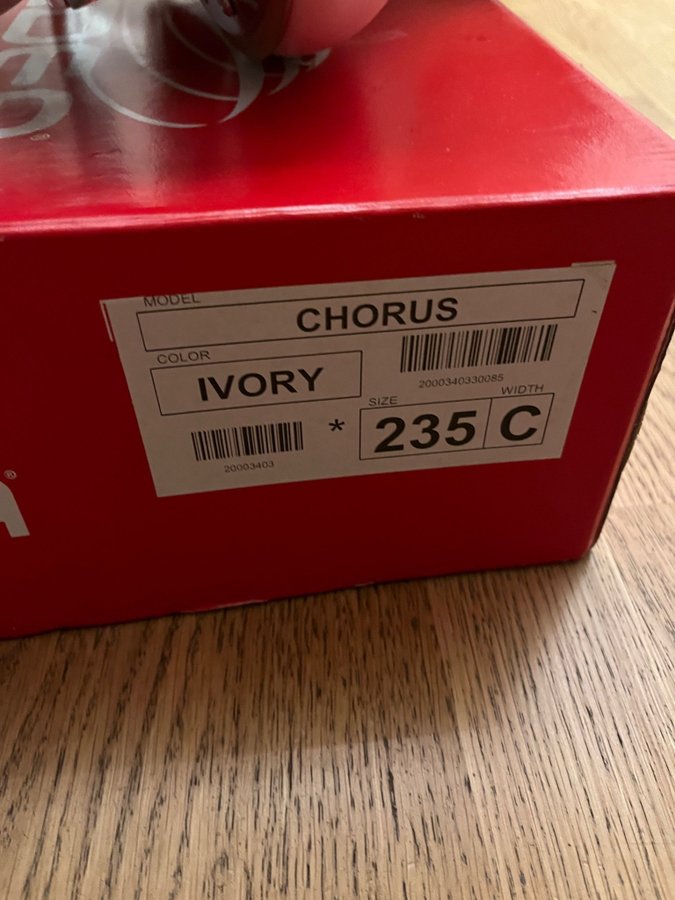 MODEL
CHORUS
COLOR
IVORY
2000340330085
SIZE
WIDTH
20003403
*
235
C
®